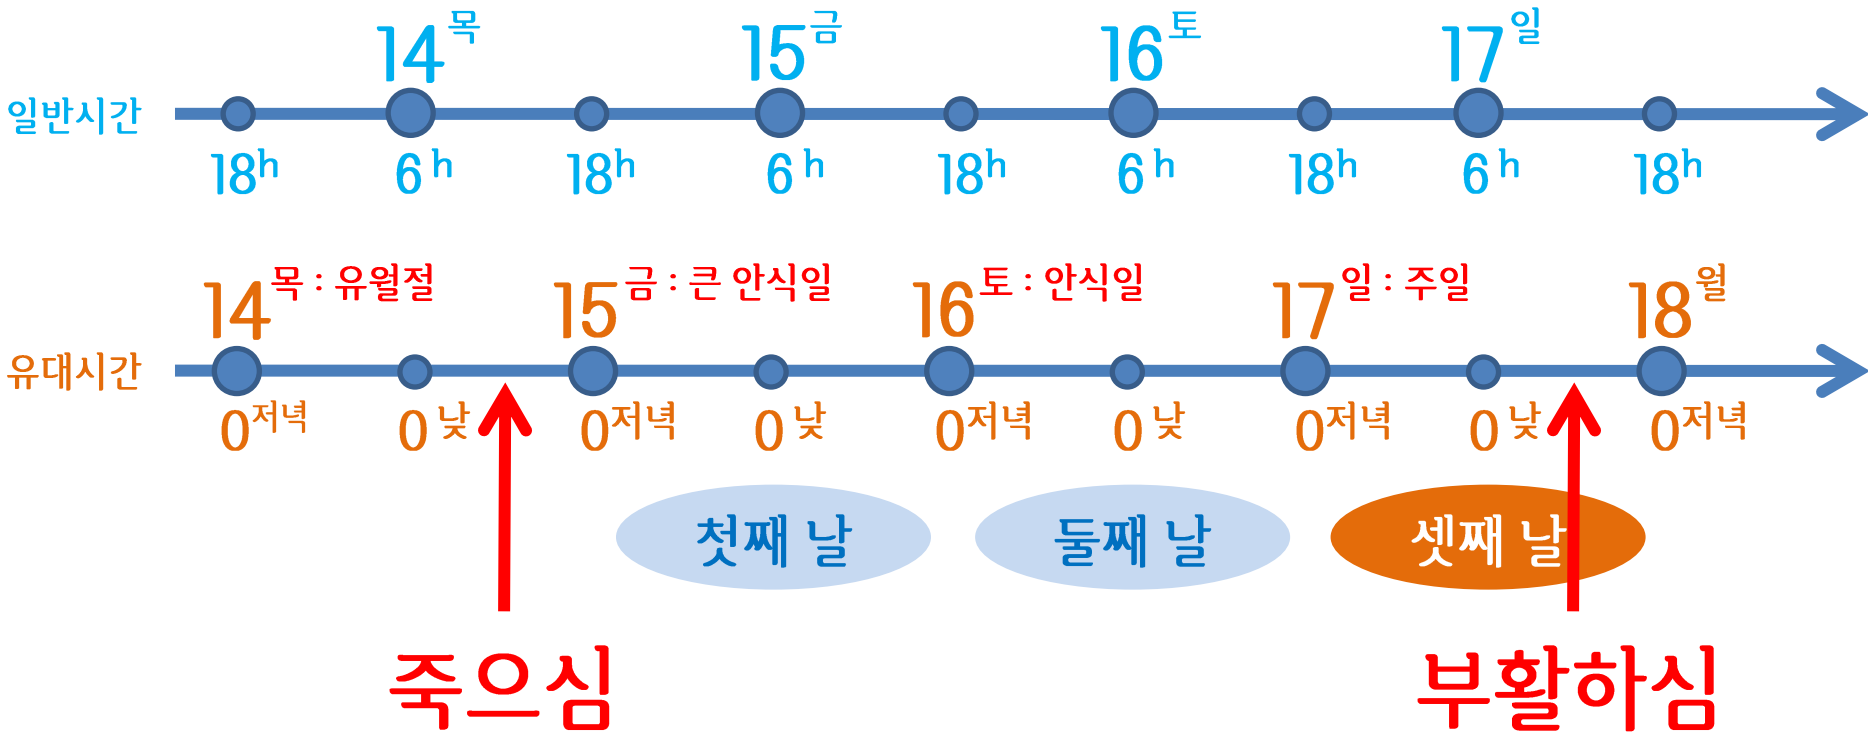 14목 15금 16토 17일
일반시간
18h 6h 18h 6h 18h 6h 18h 6h 18h
14목 : 유월절 15금 : 큰 안식일 16토 : 안식일 17일 : 주일 18월
유대시간
0저녁 0낮 0저녁 0낮 0저녁 0낮 0저녁 0낮 0저녁
첫째 날 둘째 날 셋째 날
죽으심 부활하심